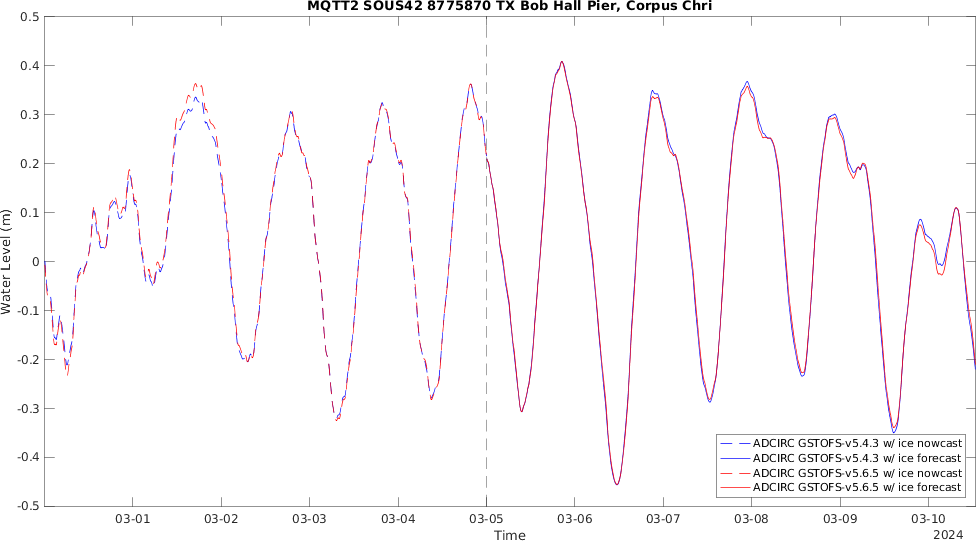 MQTT2 SOUS42 8775870 TX Bob Hall Pier, Corpus Chri
0.5
0.4
0.3
0.2
0.1
0
-0.1
-0.2
-0.3
-0.4
-0.5
Water Level (m)
03-01 03-02 03-03 03-04 03-05 03-06 03-07 03-08 03-09 03-10
Time
2024
ADCIRC GSTOFS-v5.4.3 w/ ice nowcast
ADCIRC GSTOFS-v5.4.3 w/ ice forecast
ADCIRC GSTOFS-v5.6.5 w/ ice nowcast
ADCIRC GSTOFS-v5.6.5 w/ ice forecast